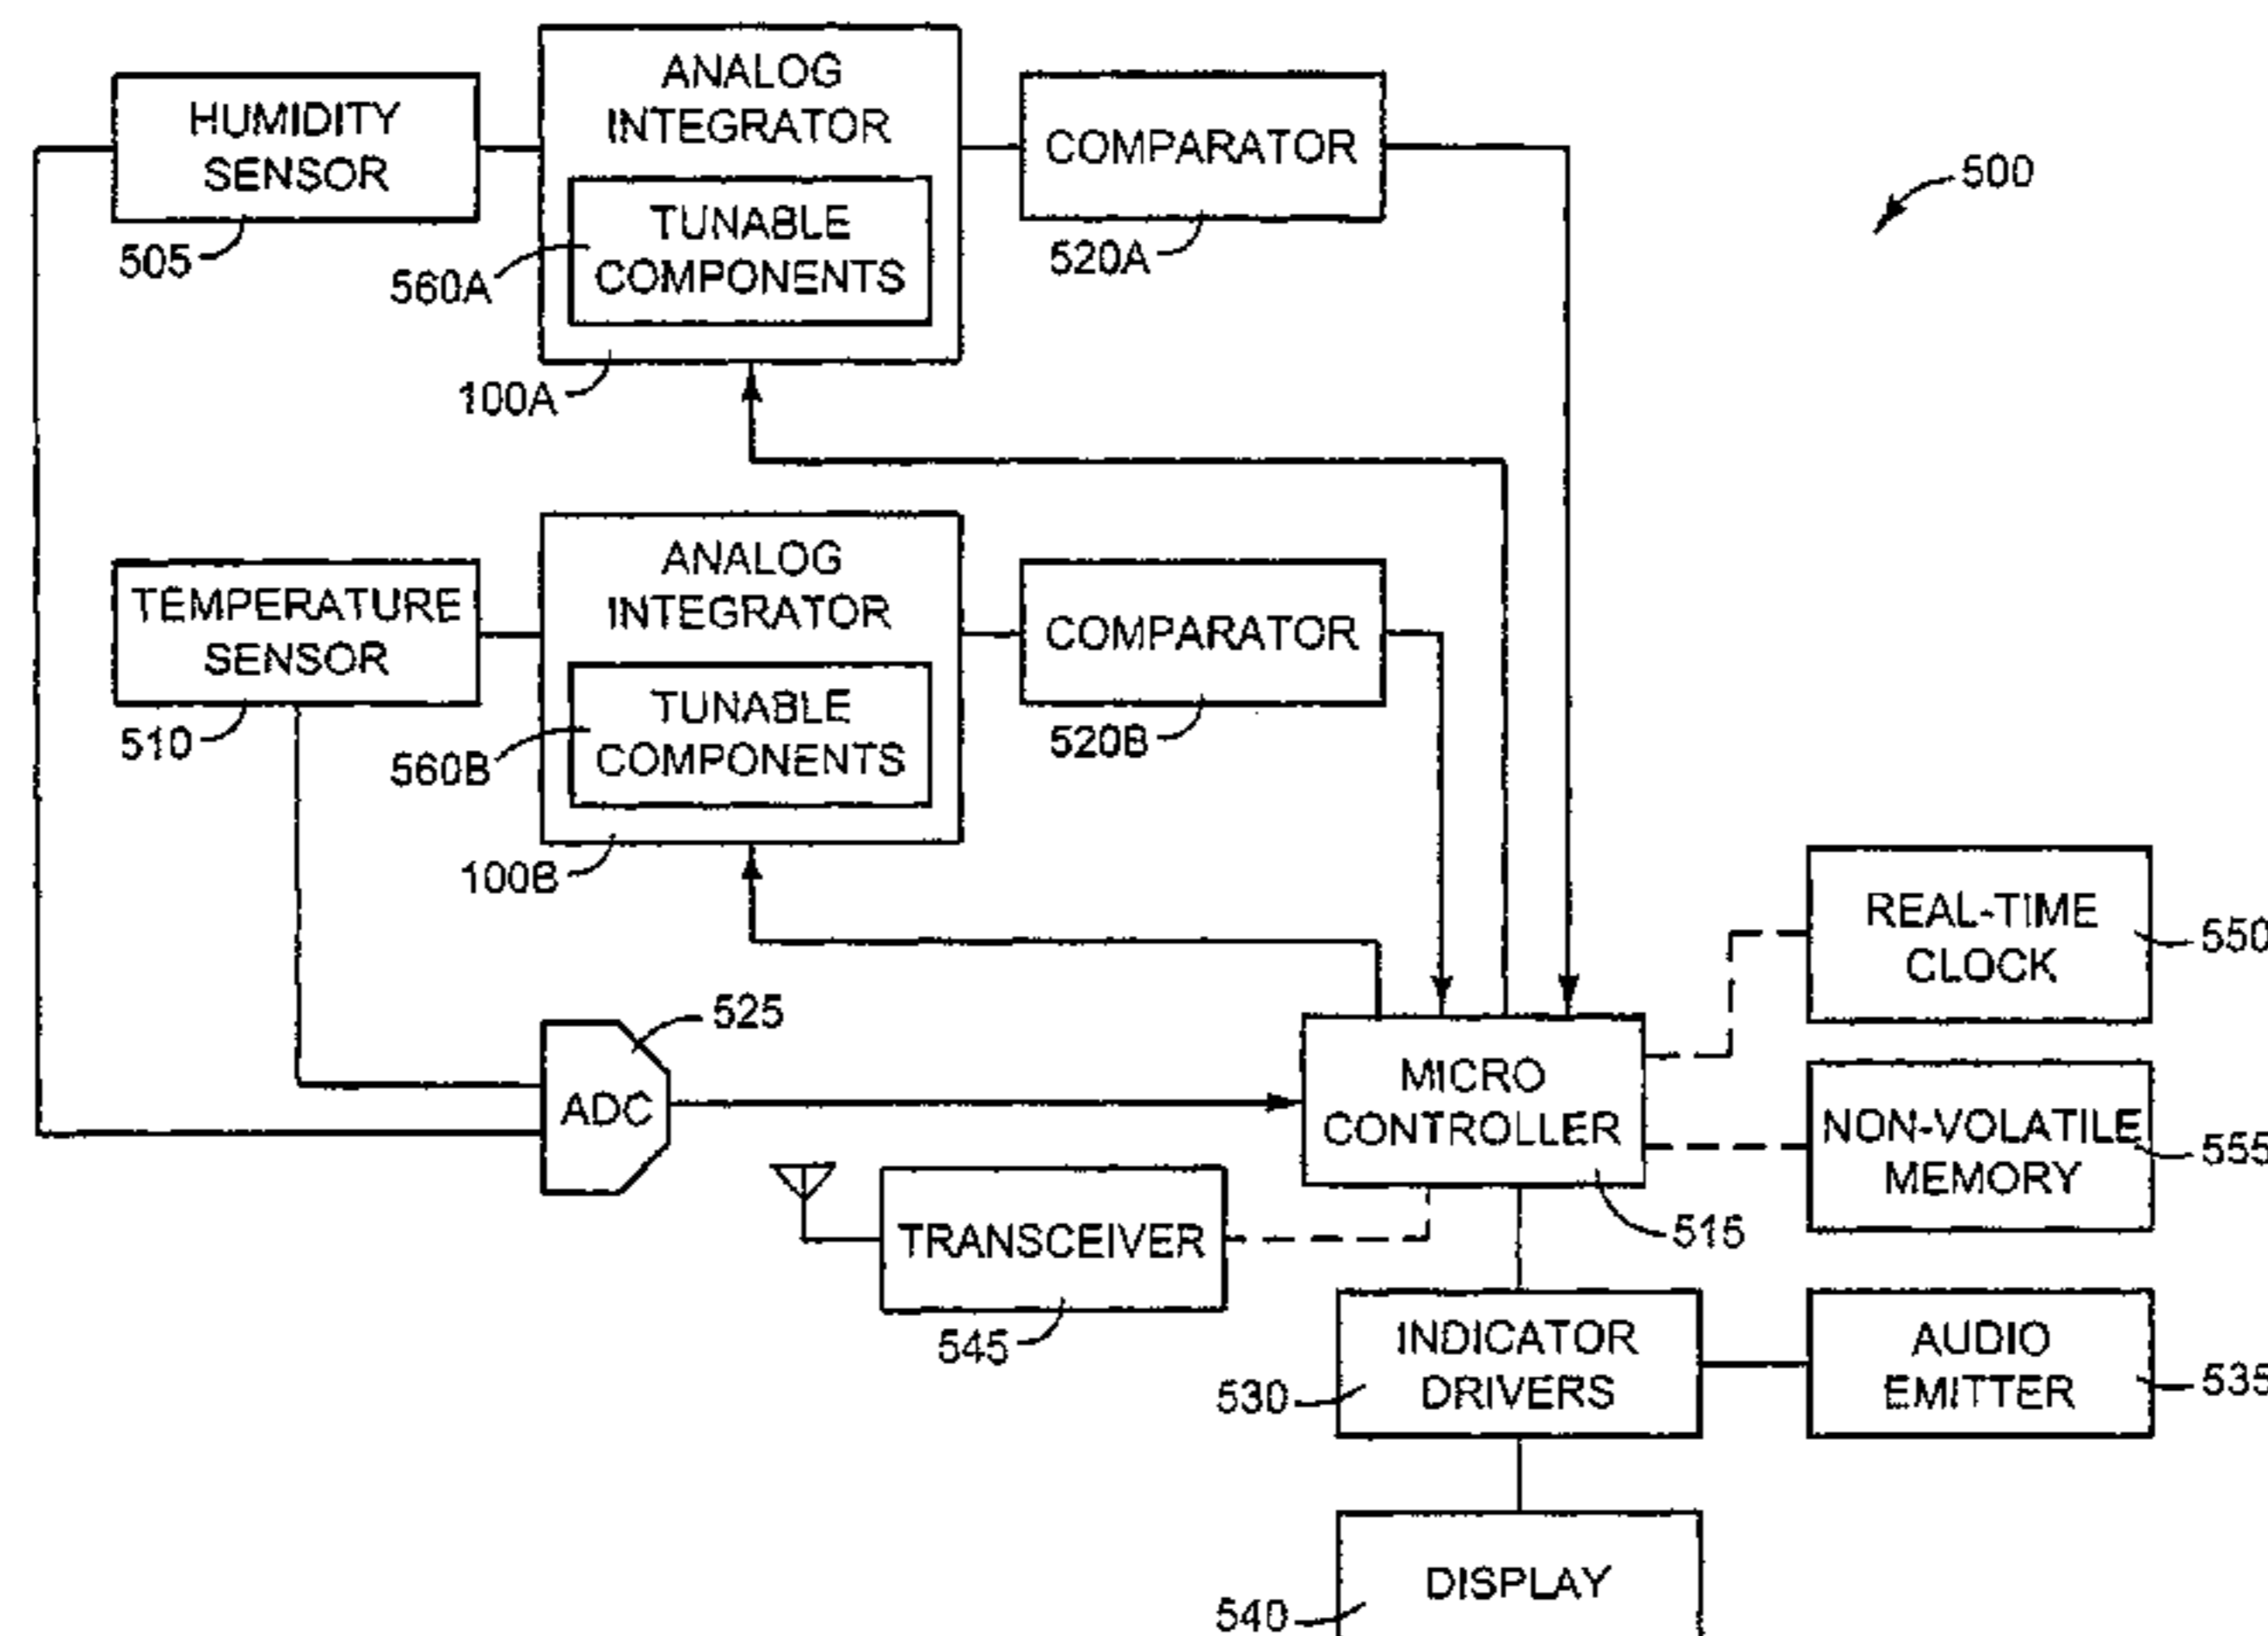 HUMIDITY
SENSOR
505
ANALOG
INTEGRATOR
TUNABLE
COMPONENTS
560A
100A
COMPARATOR
520A
500
TEMPERATURE
SENSOR
510
ANALOG
INTEGRATOR
TUNABLE
COMPONENTS
560B
100B
COMPARATOR
520B
ADC
525
MICRO
CONTROLLER
515
REAL-TIME
CLOCK
550
NON-VOLATILE
MEMORY
555
TRANSCEIVER
545
INDICATOR
DRIVERS
530
AUDIO
EMITTER
535
DISPLAY
540